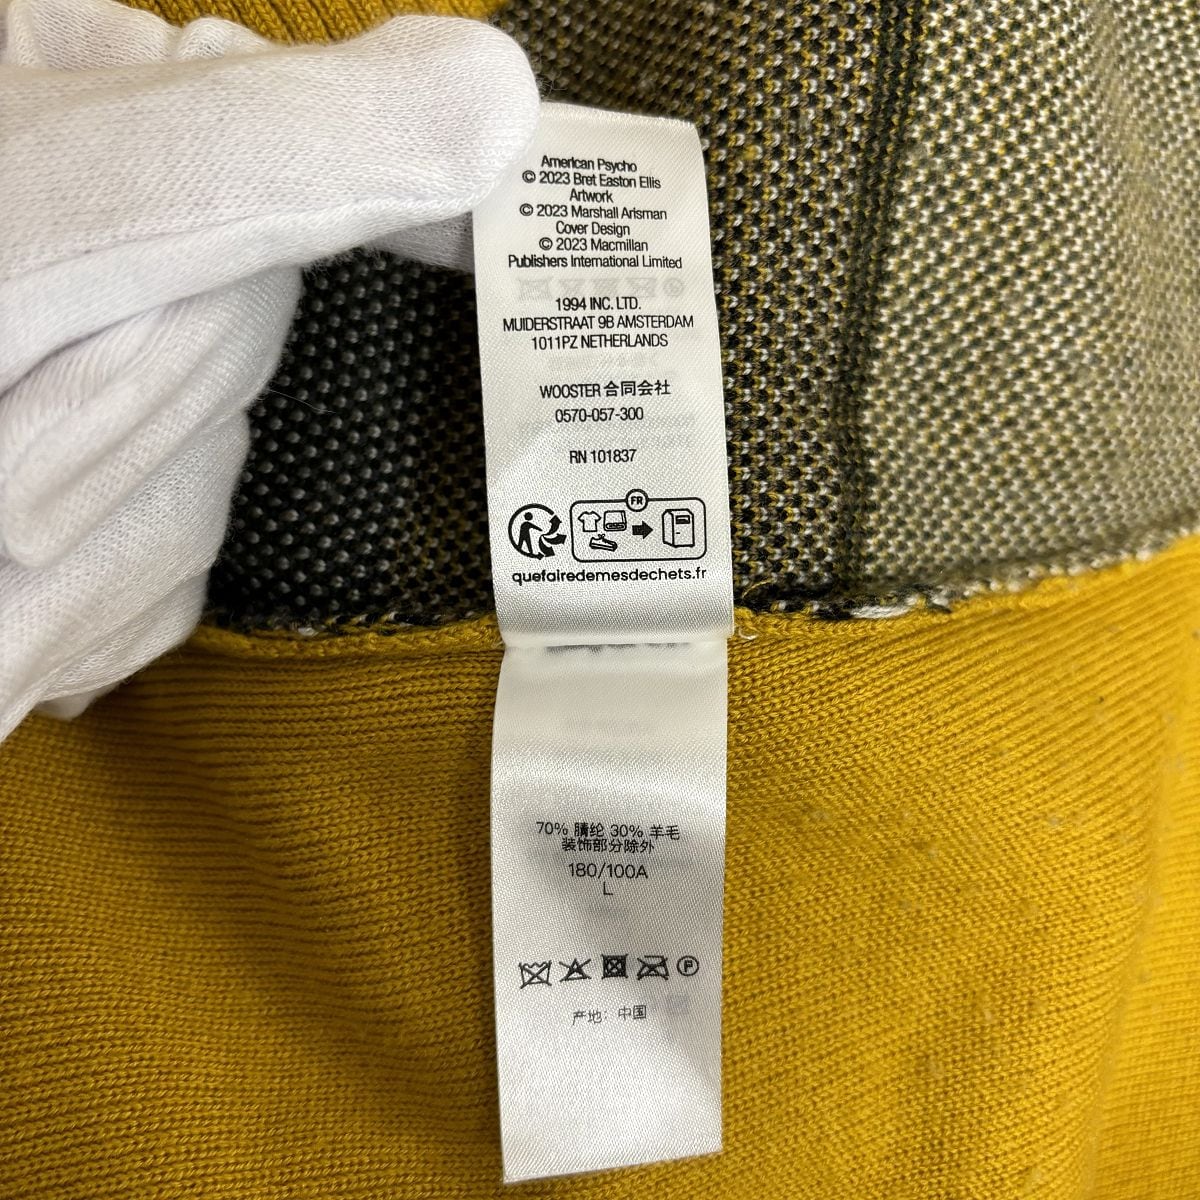 American Psycho
© 2023 Bret Easton Ellis
Artwork
© 2023 Marshall Arisman
Cover Design
© 2023 Macmillan
Publishers International Limited
1994 INC. LTD.
MUIDERSTRAAT 9B AMSTERDAM
1011PZ NETHERLANDS
WOOSTER 合同会社
0570-057-300
RN 101837
FR
quefairedemesdechets.fr
70% 腈纶 30% 羊毛
装饰部分除外
180/100A
L
P
产地：中国